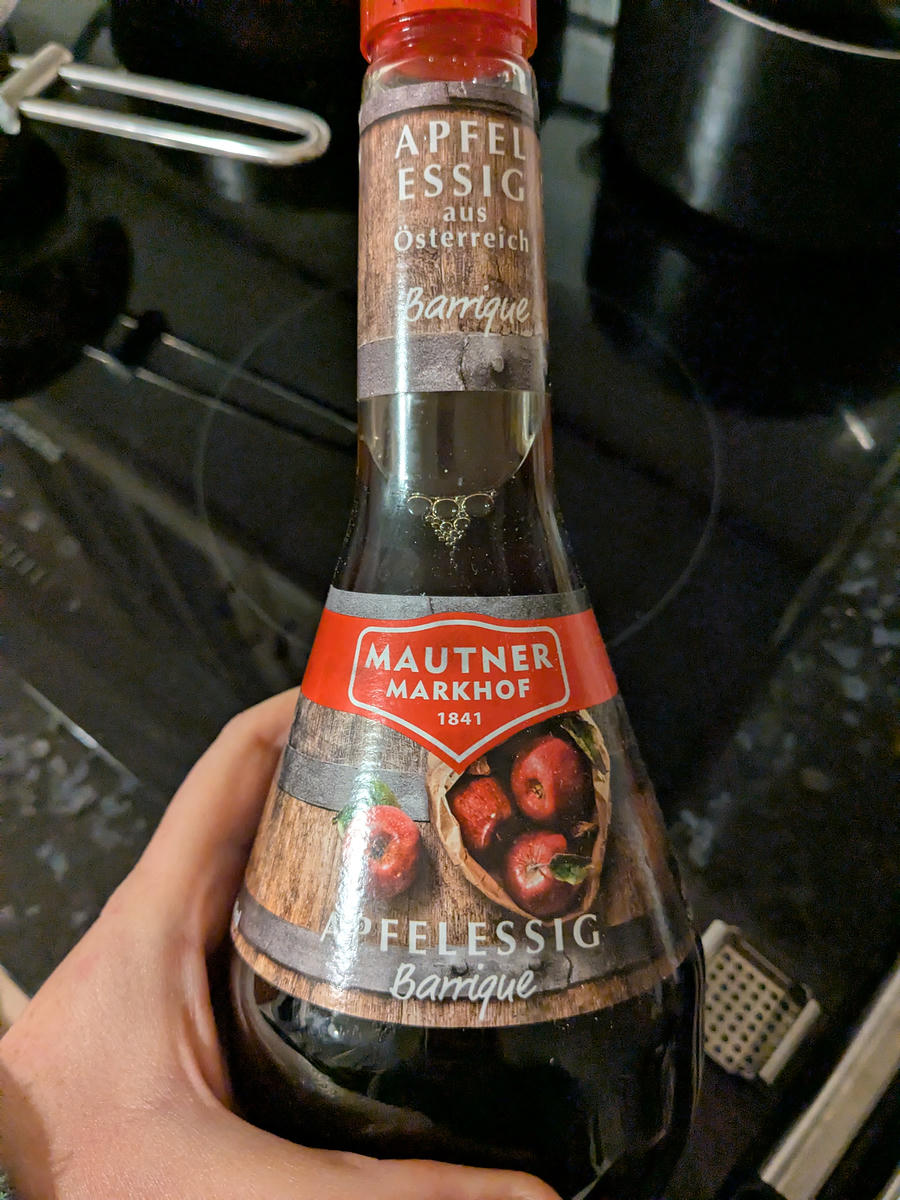 APFEL
ESSIG
aus
Österreich
Barrique
MAUTNER
MARKHOF
1841
APFELESSIG
Barrique